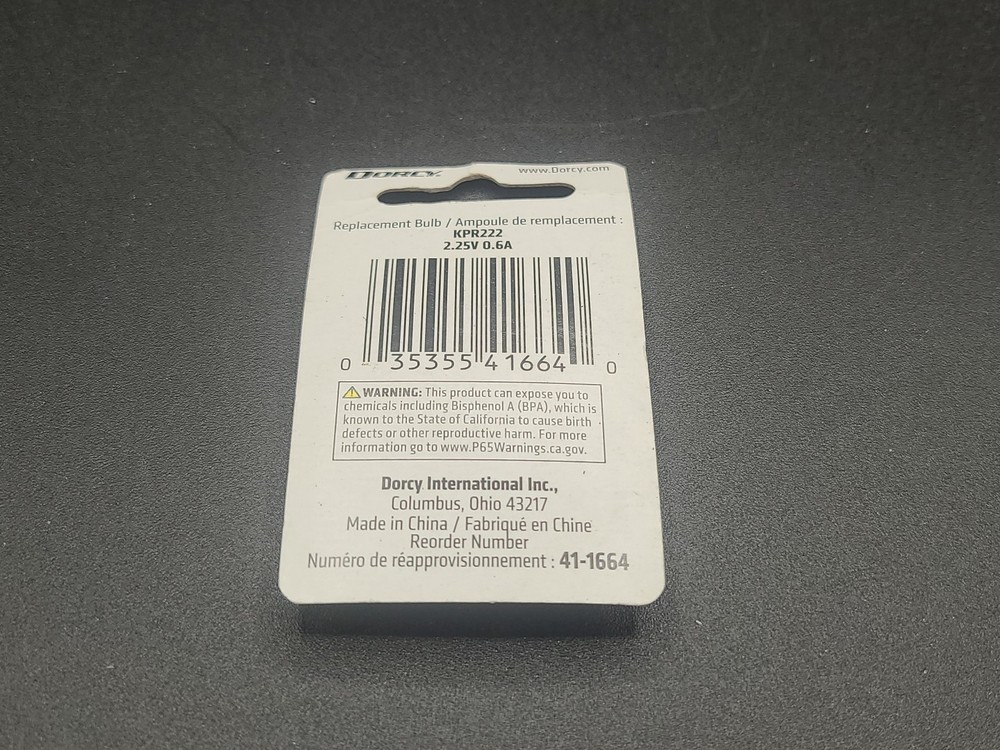 DORCY. www.Dorcy.com
Replacement Bulb / Ampoule de remplacement :
KPR222
2.25V 0.6A
0 35355 41664 0
WARNING: This product can expose you to
chemicals including Bisphenol A (BPA), which is
known to the State of California to cause birth
defects or other reproductive harm. For more
information go to www.P65Warnings.ca.gov.
Dorcy International Inc.,
Columbus, Ohio 43217
Made in China / Fabriqué en Chine
Reorder Number
Numéro de réapprovisionnement : 41-1664